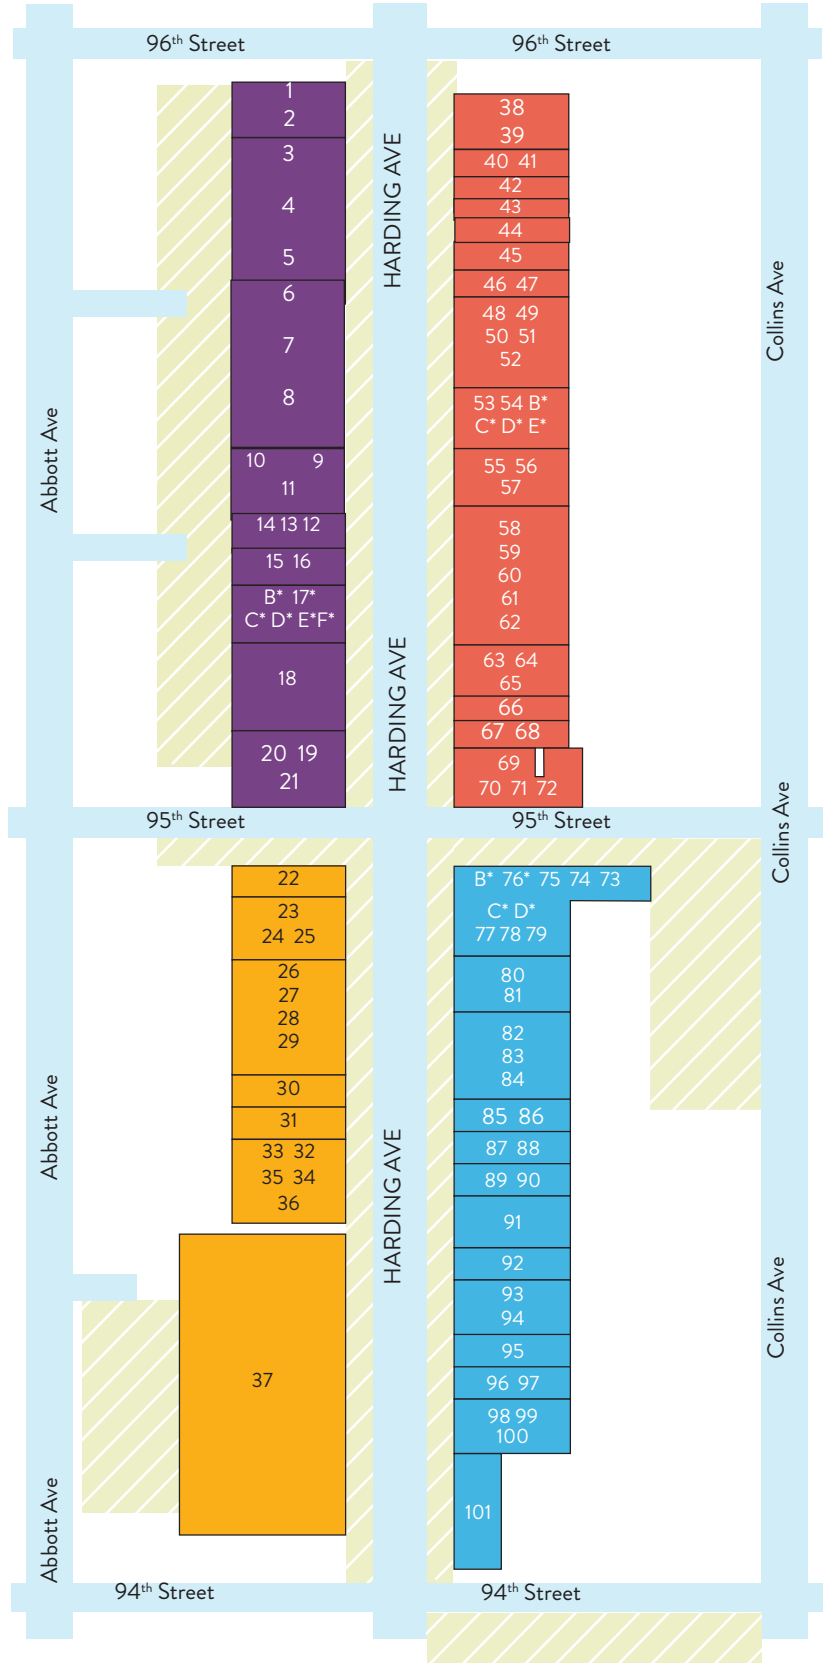 96th Street
96th Street
HARDING AVE
Collins Ave
Abbott Ave
1
2
3
4
5
6
7
8
10 9
11
14 13 12
15 16
B* 17*
C* D* E*F*
18
20 19
21
38
39
40 41
42
43
44
45
46 47
48 49
50 51
52
53 54 B*
C* D* E*
55 56
57
58
59
60
61
62
63 64
65
66
67 68
69
70 71 72
HARDING AVE
95th Street
95th Street
Collins Ave
22
23
24 25
26
27
28
29
30
31
33 32
35 34
36
37
B* 76* 75 74 73
C* D*
77 78 79
80
81
82
83
84
85 86
87 88
89 90
91
92
93
94
95
96 97
98 99
100
101
Abbott Ave
HARDING AVE
Collins Ave
Abbott Ave
94th Street
94th Street